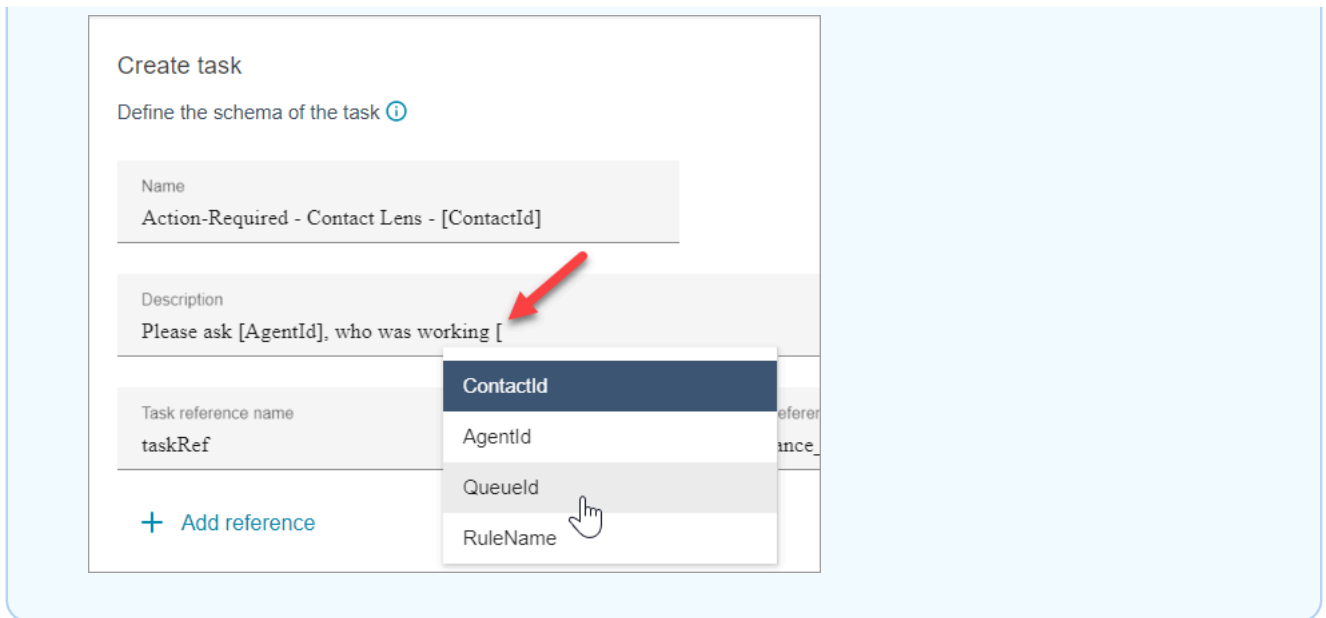 Create task
Define the schema of the task
Name
Action-Required - Contact Lens - [ContactId]
Description
Please ask [AgentId], who was working [
ContactId
AgentId
QueueId
RuleName
Task reference name
taskRef
Add reference